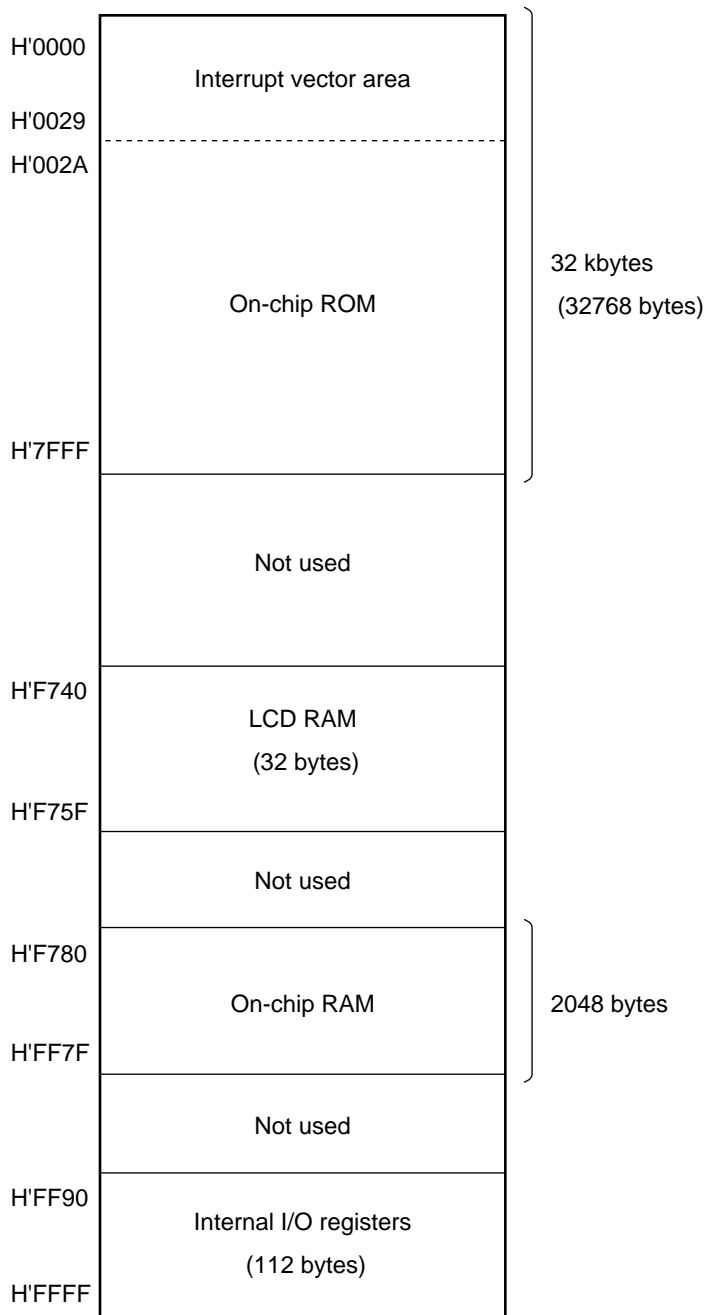 H'0000
Interrupt vector area
H'0029
H'002A
On-chip ROM
32 kbytes
(32768 bytes)
H'7FFF
Not used
H'F740
LCD RAM
(32 bytes)
H'F75F
Not used
H'F780
On-chip RAM
2048 bytes
H'FF7F
Not used
H'FF90
Internal I/O registers
(112 bytes)
H'FFFF